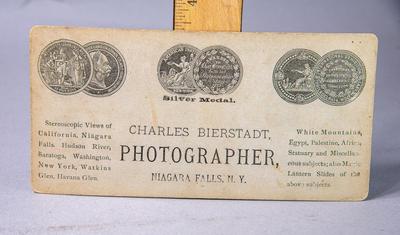 Silver Medal.
CHARLES BIERSTADT,
PHOTOGRAPHER,
NIAGARA FALLS, N. Y.
Stereoscopic Views of
California, Niagara
Falls. Hudson River,
Saratoga, Washington,
New York, Watkins
Glen, Havana Glen.
White Mountains,
Egypt, Palestine, Africa,
Statuary and Miscellan-
eous subjects; also Magic
Lantern Slides of the
above subjects.